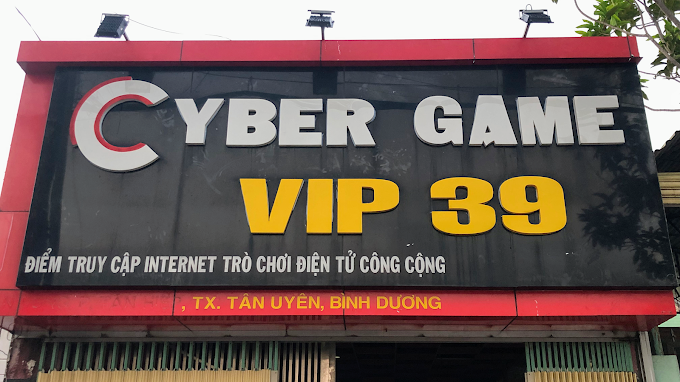 CYBER GAME
VIP 39
ĐIỂM TRUY CẬP INTERNET TRÒ CHƠI ĐIỆN TỬ CÔNG CỘNG
, TX. TÂN UYÊN, BÌNH DƯƠNG